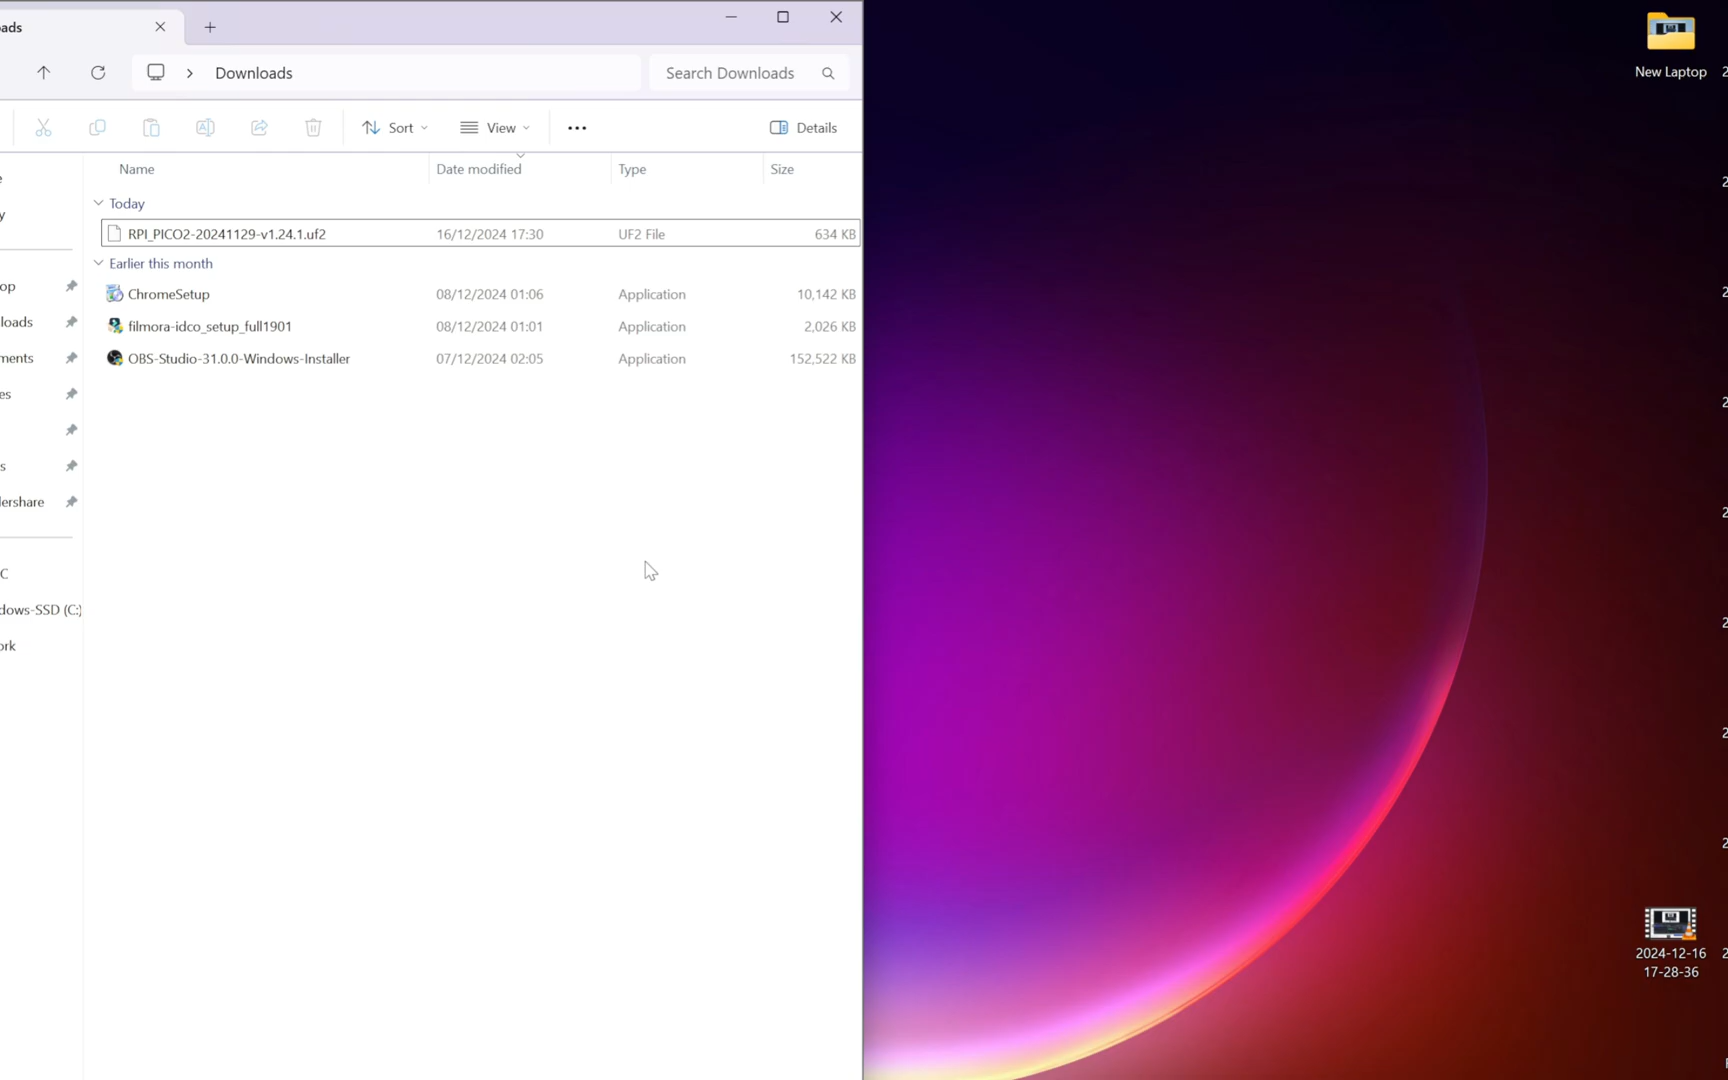 ads
Downloads
Search Downloads
Sort
View
Details
Name
Date modified
Type
Size
Today
RPI_PICO2-20241129-v1.24.1.uf2
16/12/2024 17:30
UF2 File
634 KB
Earlier this month
ChromeSetup
08/12/2024 01:06
Application
10,142 KB
filmora-idco_setup_full1901
08/12/2024 01:01
Application
2,026 KB
OBS-Studio-31.0.0-Windows-Installer
07/12/2024 02:05
Application
152,522 KB
e
y
op
loads
ments
es
s
lershare
C
dows-SSD (C:)
ork
New Laptop
2024-12-16
17-28-36